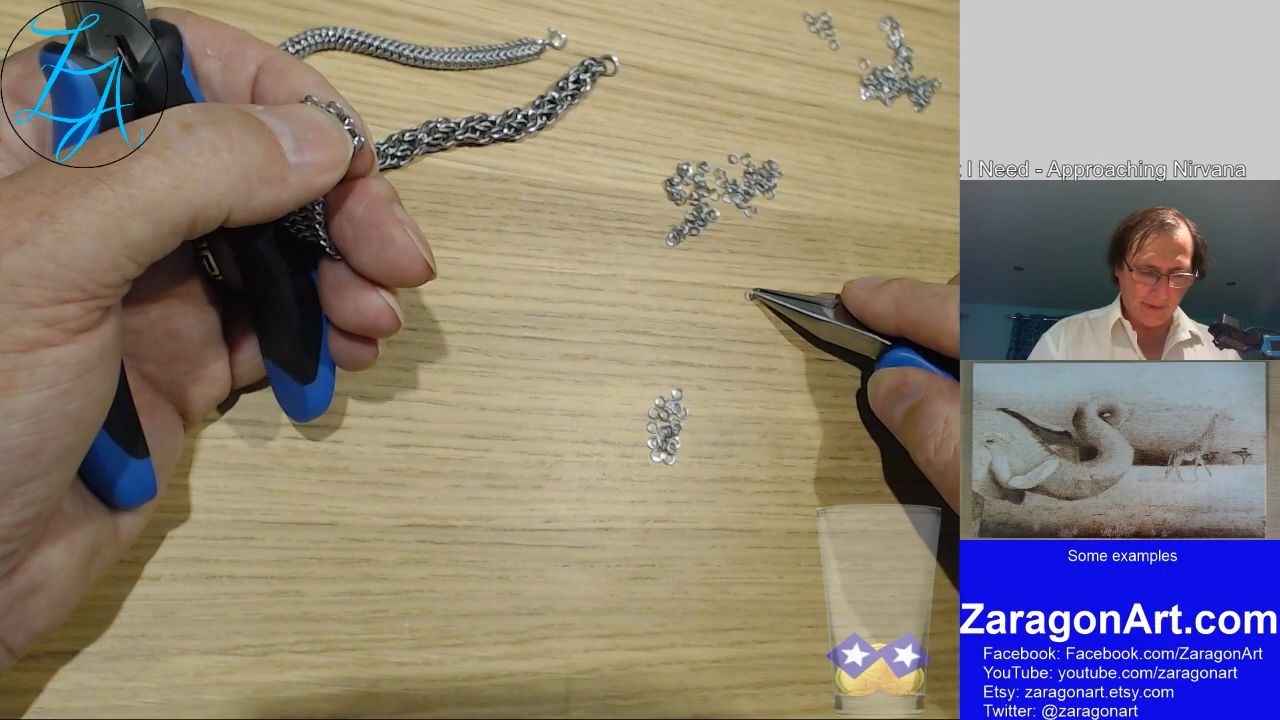 ZA
I Need - Approaching Nirvana
Some examples
ZaragonArt.com
Facebook: Facebook.com/ZaragonArt
YouTube: youtube.com/zaragonart
Etsy: zaragonart.etsy.com
Twitter: @zaragonart